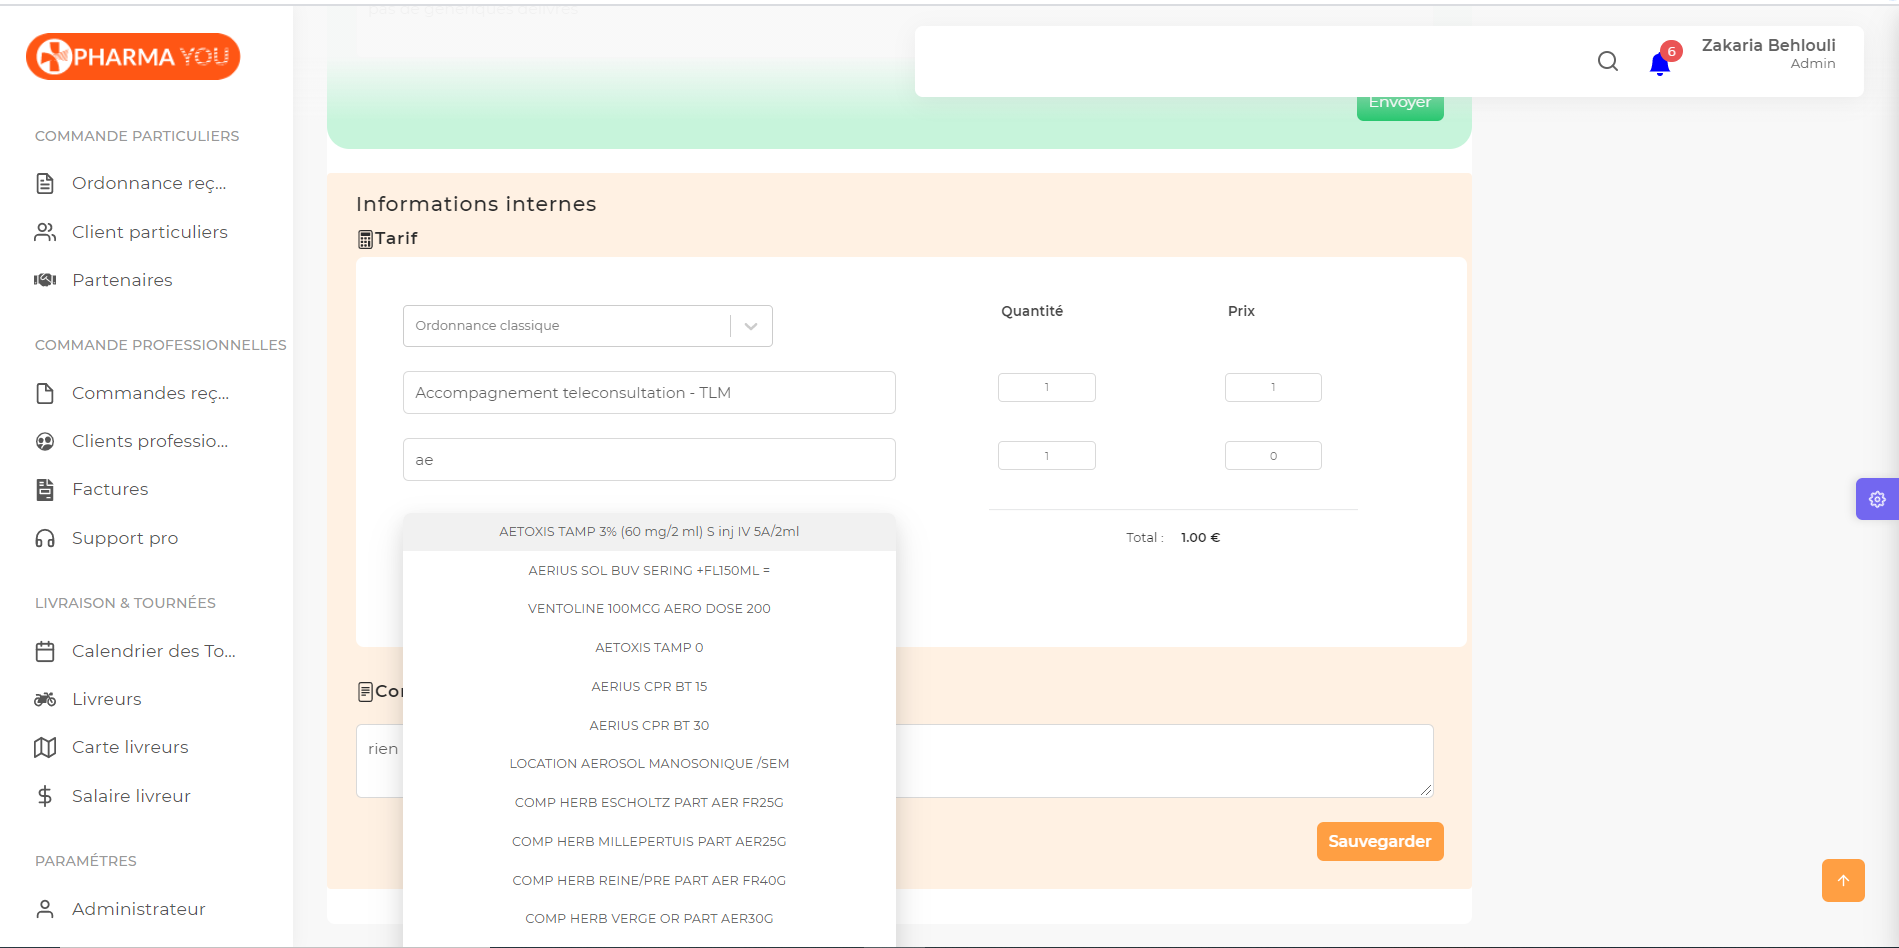 PHARMA YOU
COMMANDE PARTICULIERS
Ordonnance reç...
Client particuliers
Partenaires
COMMANDE PROFESSIONNELLES
Commandes reç...
Clients professio...
Factures
Support pro
LIVRAISON & TOURNÉES
Calendrier des To...
Livreurs
Carte livreurs
Salaire livreur
PARAMÉTRES
Administrateur
pas de génériques délivrés
6
Zakaria Behlouli
Admin
Envoyer
Informations internes
Tarif
Ordonnance classique
Quantité
Prix
Accompagnement teleconsultation - TLM
1
1
ae
1
0
Total : 1.00 €
AETOXIS TAMP 3% (60 mg/2 ml) S inj IV 5A/2ml
AERIUS SOL BUV SERING +FL150ML =
VENTOLINE 100MCG AERO DOSE 200
AETOXIS TAMP 0
AERIUS CPR BT 15
AERIUS CPR BT 30
LOCATION AEROSOL MANOSONIQUE /SEM
COMP HERB ESCHOLTZ PART AER FR25G
COMP HERB MILLEPERTUIS PART AER25G
COMP HERB REINE/PRE PART AER FR40G
COMP HERB VERGE OR PART AER30G
rien
Sauvegarder